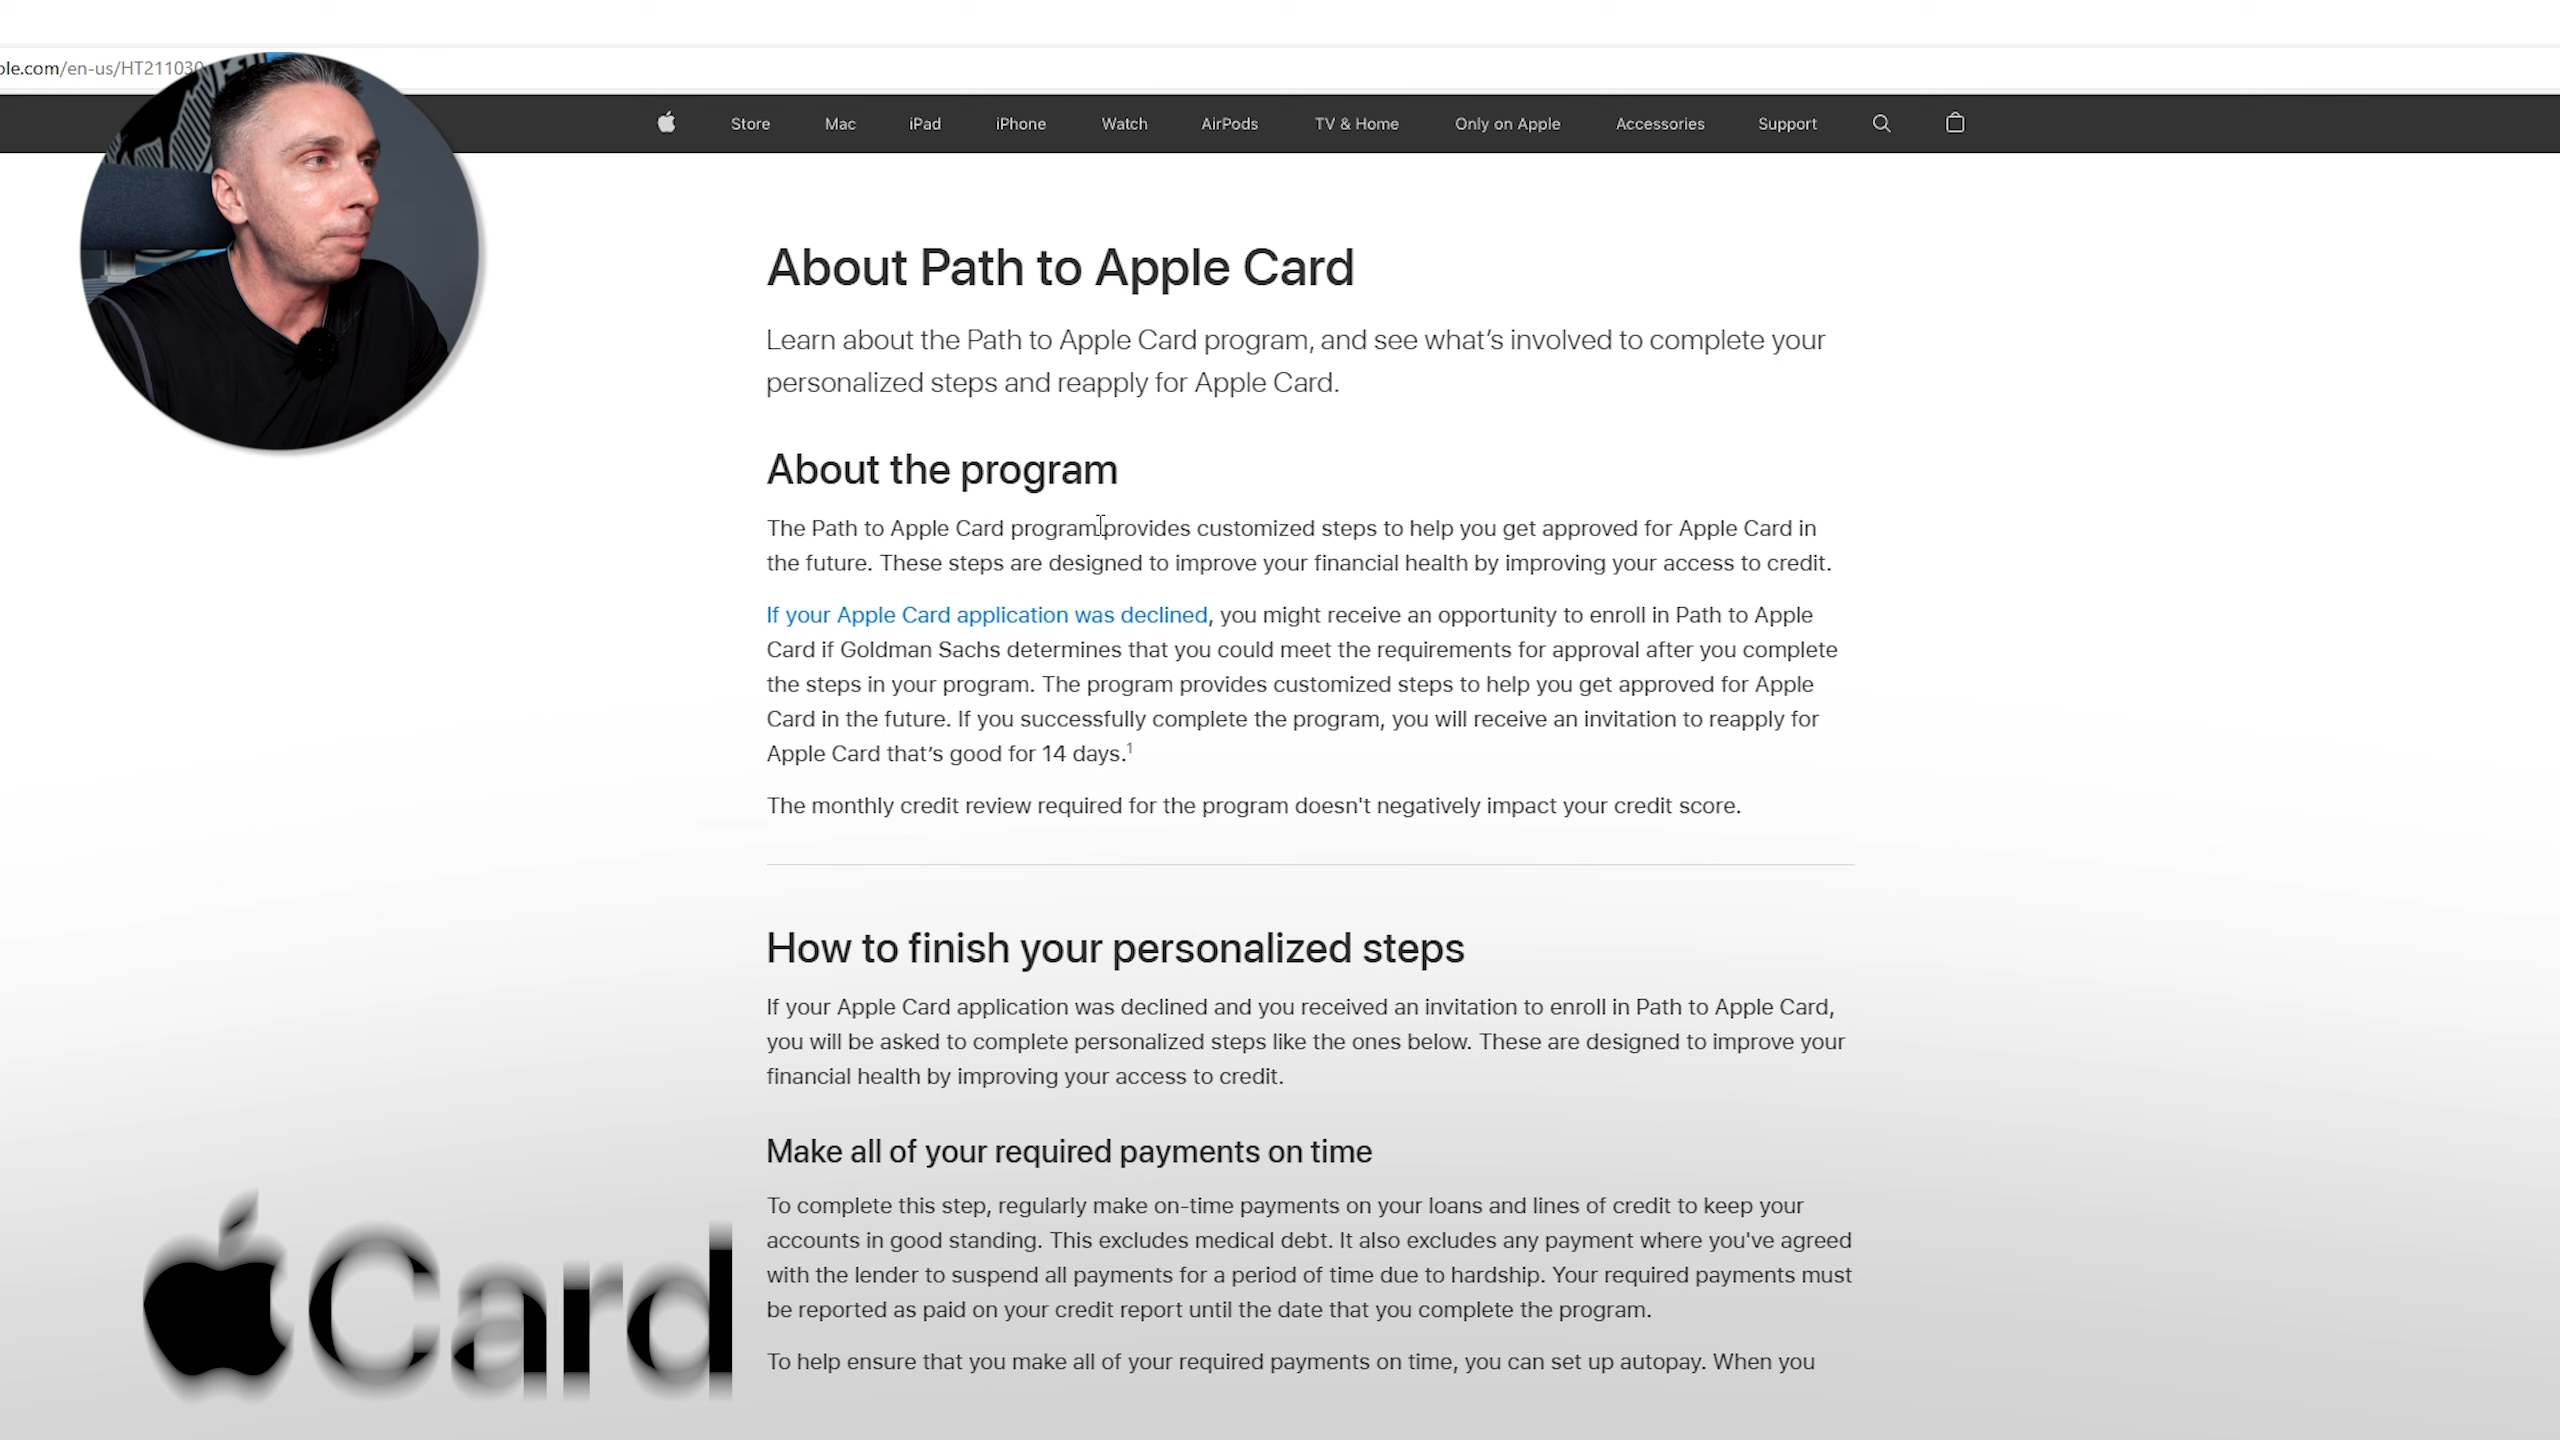 ple.com/en-us/HT211030
Store Mac iPad iPhone Watch AirPods TV & Home Only on Apple Accessories Support
About Path to Apple Card
Learn about the Path to Apple Card program, and see what’s involved to complete your
personalized steps and reapply for Apple Card.
About the program
The Path to Apple Card program provides customized steps to help you get approved for Apple Card in
the future. These steps are designed to improve your financial health by improving your access to credit.
If your Apple Card application was declined, you might receive an opportunity to enroll in Path to Apple
Card if Goldman Sachs determines that you could meet the requirements for approval after you complete
the steps in your program. The program provides customized steps to help you get approved for Apple
Card in the future. If you successfully complete the program, you will receive an invitation to reapply for
Apple Card that’s good for 14 days.1
The monthly credit review required for the program doesn't negatively impact your credit score.
How to finish your personalized steps
If your Apple Card application was declined and you received an invitation to enroll in Path to Apple Card,
you will be asked to complete personalized steps like the ones below. These are designed to improve your
financial health by improving your access to credit.
Make all of your required payments on time
To complete this step, regularly make on-time payments on your loans and lines of credit to keep your
accounts in good standing. This excludes medical debt. It also excludes any payment where you've agreed
with the lender to suspend all payments for a period of time due to hardship. Your required payments must
be reported as paid on your credit report until the date that you complete the program.
To help ensure that you make all of your required payments on time, you can set up autopay. When you
Card